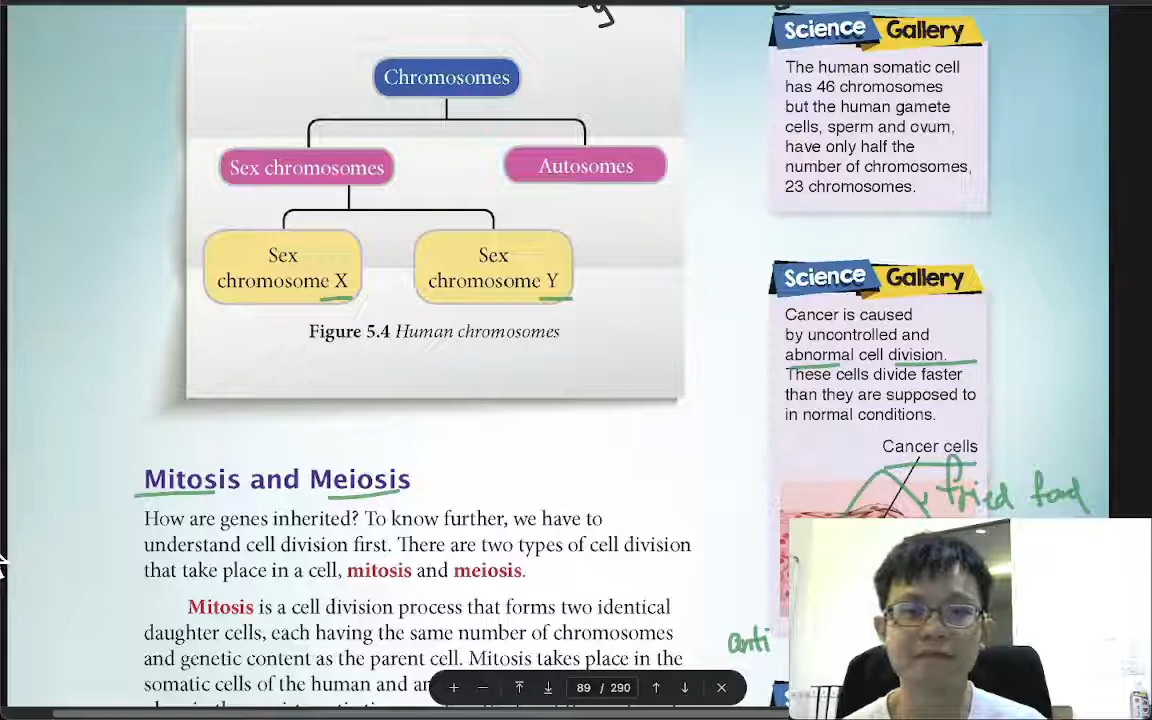 Chromosomes
Sex chromosomes
Autosomes
Sex
chromosome X
Sex
chromosome Y
Figure 5.4 Human chromosomes
Mitosis and Meiosis
How are genes inherited? To know further, we have to
understand cell division first. There are two types of cell division
that take place in a cell, mitosis and meiosis.
Mitosis is a cell division process that forms two identical
daughter cells, each having the same number of chromosomes
and genetic content as the parent cell. Mitosis takes place in the
somatic cells of the human and
Science Gallery
The human somatic cell
has 46 chromosomes
but the human gamete
cells, sperm and ovum,
have only half the
number of chromosomes,
23 chromosomes.
Science Gallery
Cancer is caused
by uncontrolled and
abnormal cell division.
These cells divide faster
than they are supposed to
in normal conditions.
Cancer cells
fried food
anti
89 / 290